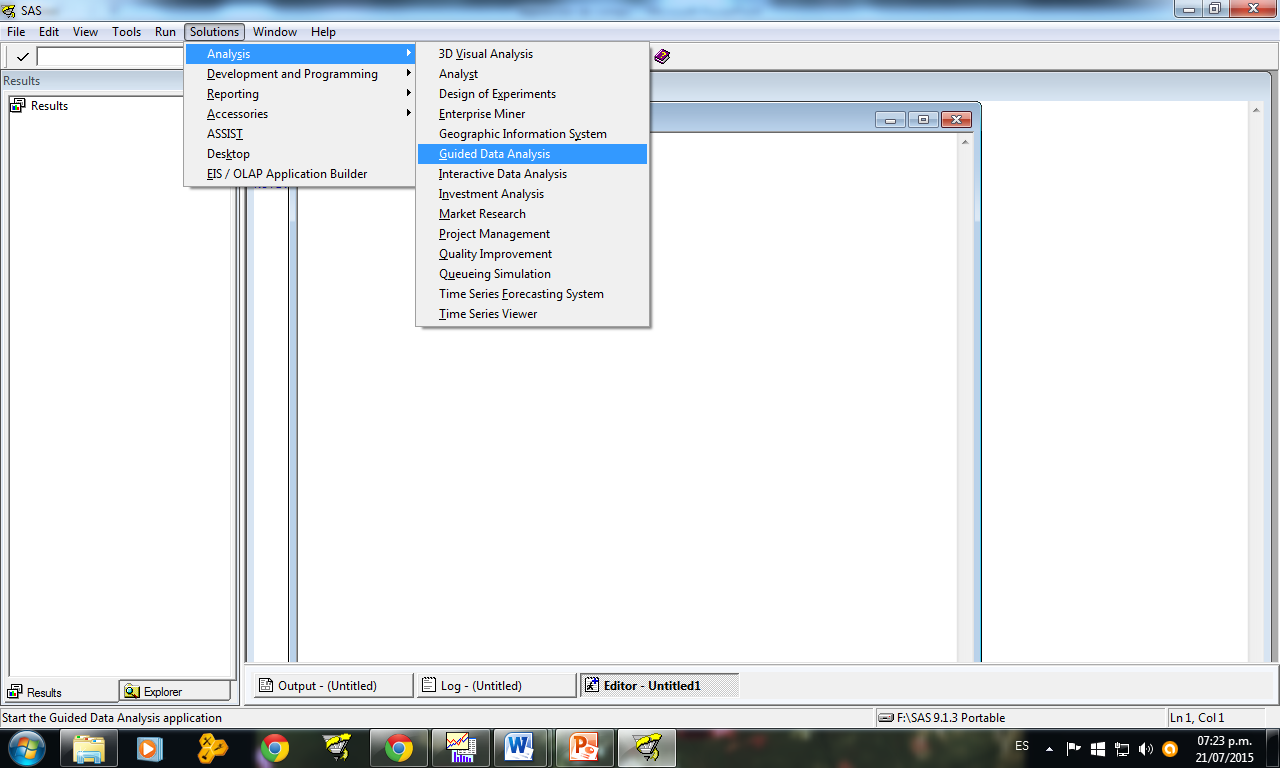 SAS
File Edit View Tools Run Solutions Window Help
Results
Results
Analysis
Development and Programming
Reporting
Accessories
ASSIST
Desktop
EIS / OLAP Application Builder
3D Visual Analysis
Analyst
Design of Experiments
Enterprise Miner
Geographic Information System
Guided Data Analysis
Interactive Data Analysis
Investment Analysis
Market Research
Project Management
Quality Improvement
Queueing Simulation
Time Series Forecasting System
Time Series Viewer
Results Explorer
Output - (Untitled) Log - (Untitled) Editor - Untitled1
Start the Guided Data Analysis application F:\SAS 9.1.3 Portable Ln 1, Col 1
ES 07:23 p.m.
21/07/2015